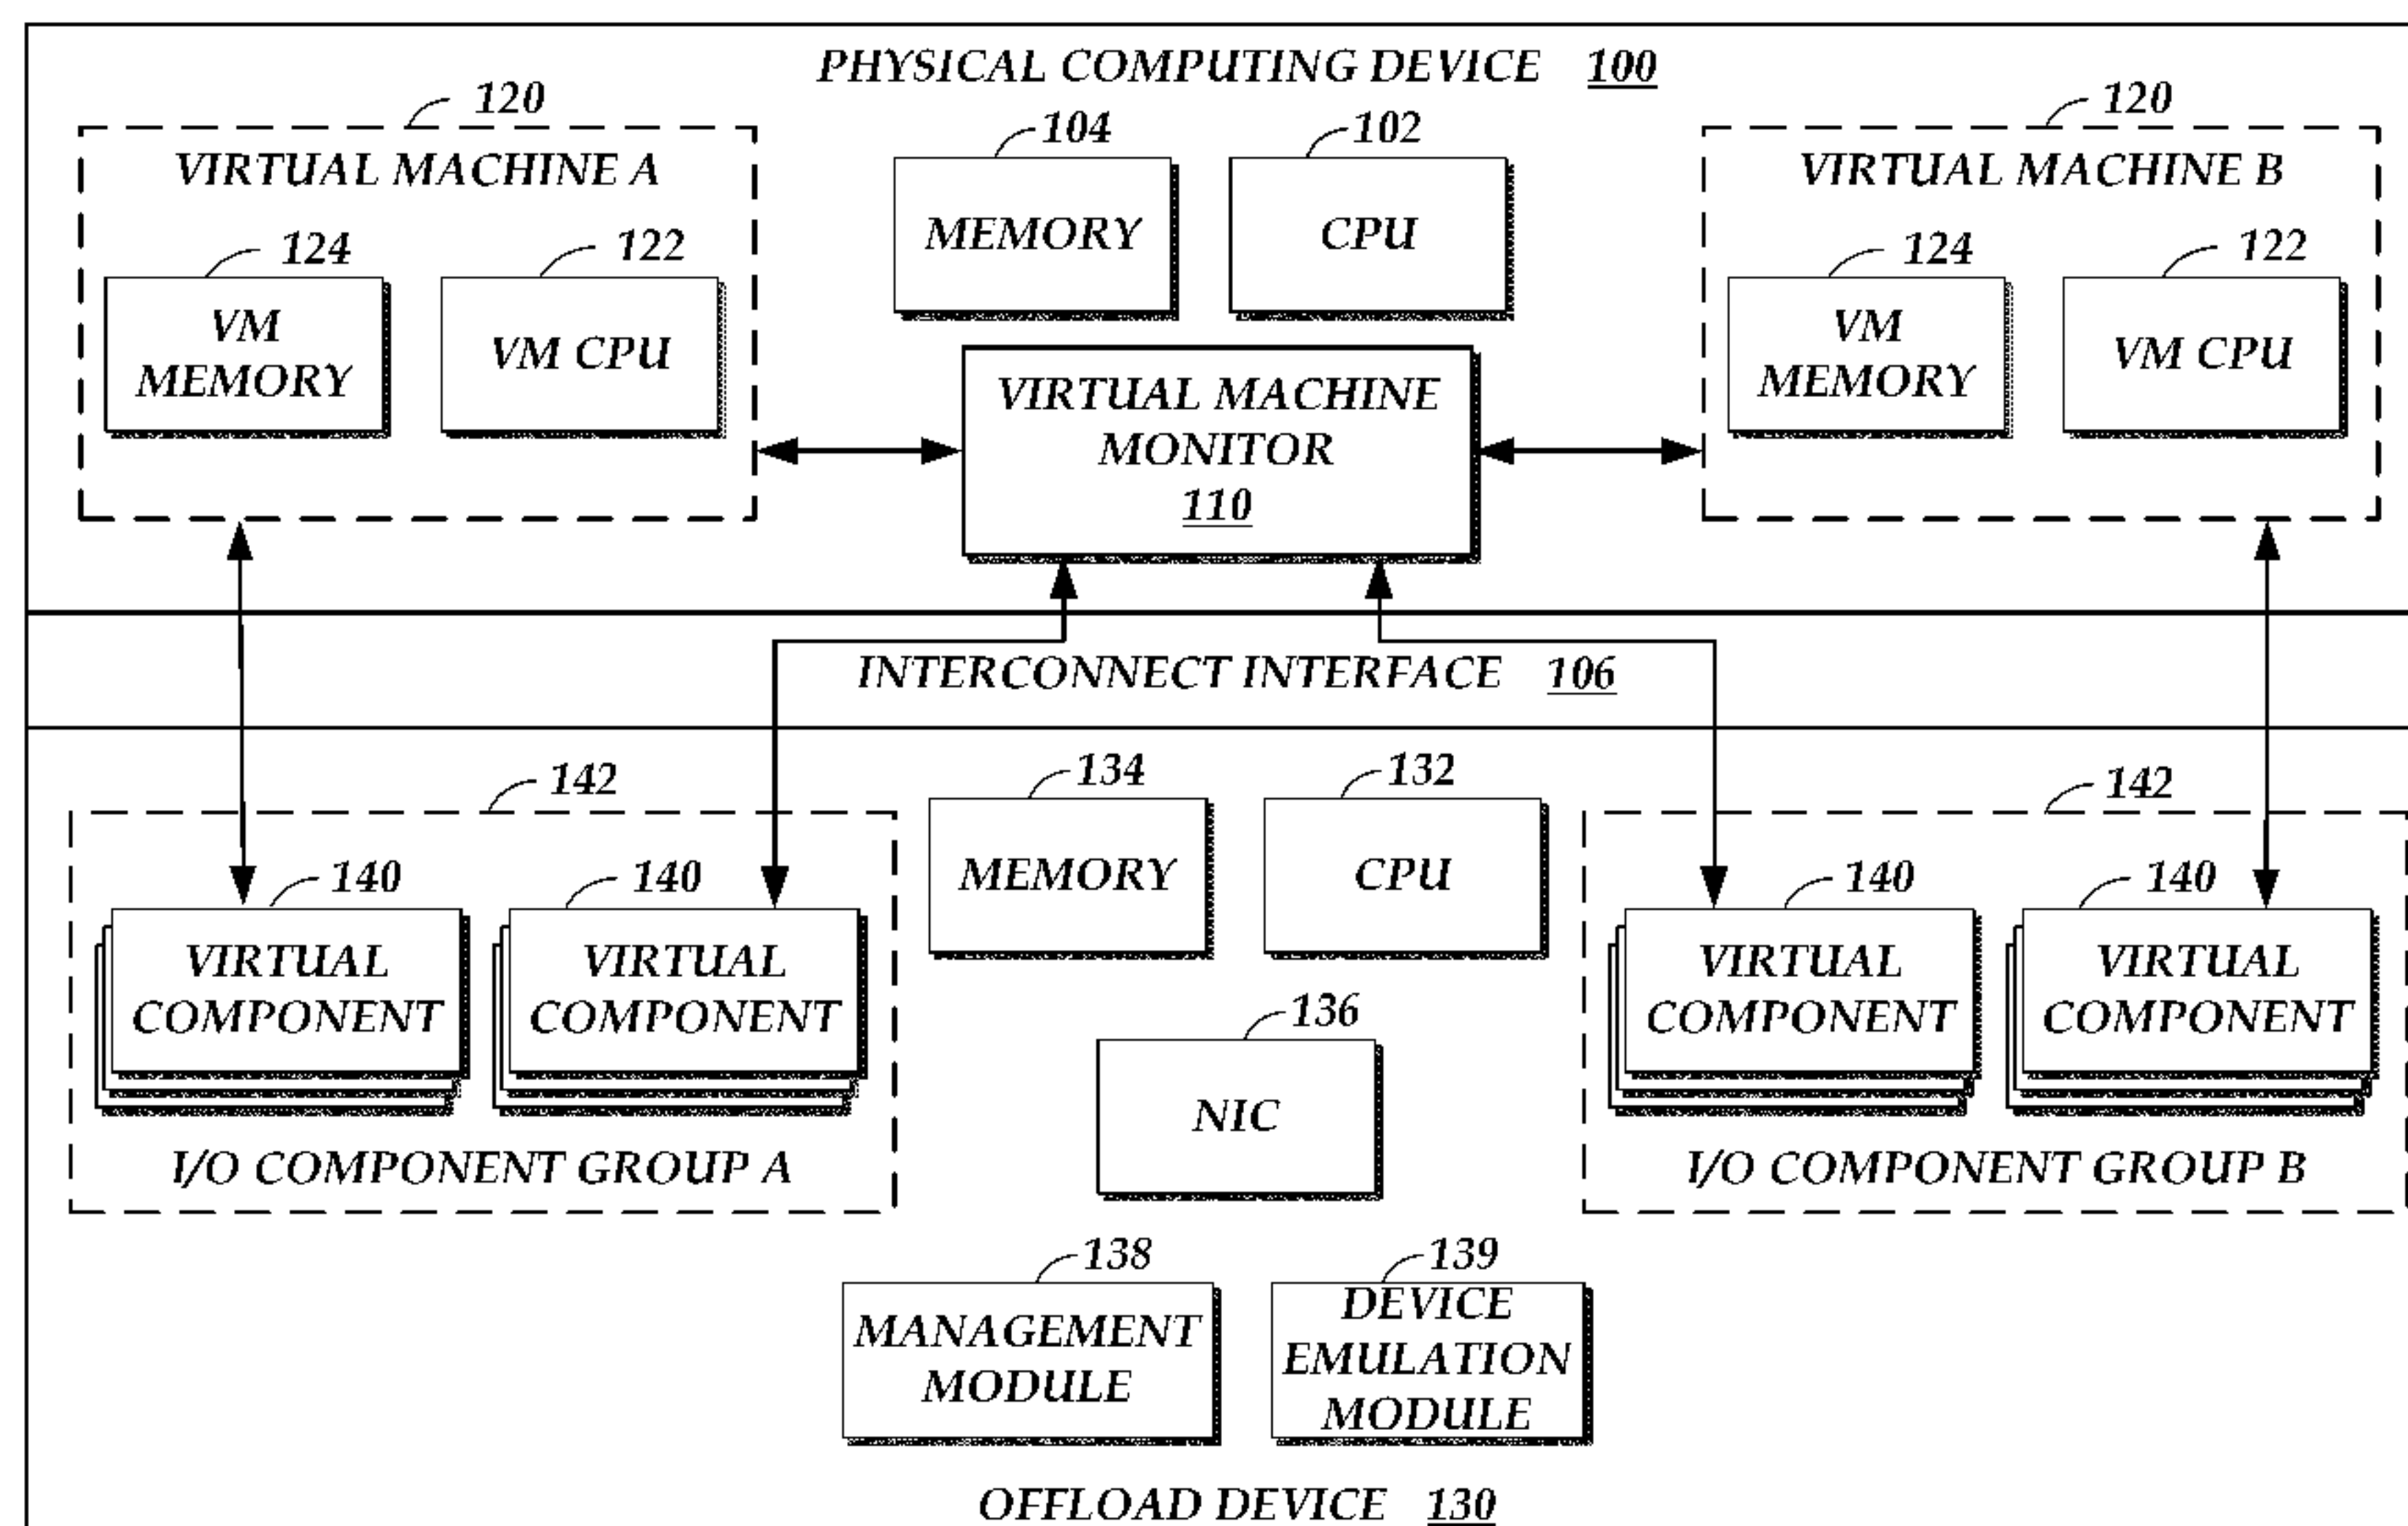 PHYSICAL COMPUTING DEVICE 100
120
VIRTUAL MACHINE A
124
VM
MEMORY
122
VM CPU
104
MEMORY
102
CPU
VIRTUAL MACHINE
MONITOR
110
120
VIRTUAL MACHINE B
124
VM
MEMORY
122
VM CPU
INTERCONNECT INTERFACE 106
142
140
VIRTUAL
COMPONENT
140
VIRTUAL
COMPONENT
I/O COMPONENT GROUP A
134
MEMORY
132
CPU
136
NIC
142
140
VIRTUAL
COMPONENT
140
VIRTUAL
COMPONENT
I/O COMPONENT GROUP B
138
MANAGEMENT
MODULE
139
DEVICE
EMULATION
MODULE
OFFLOAD DEVICE 130